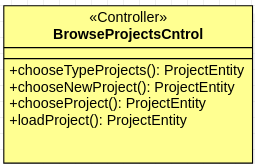 «Controller»
BrowseProjectsCntrol
+chooseTypeProjects(): ProjectEntity
+chooseNewProject(): ProjectEntity
+chooseProject(): ProjectEntity
+loadProject(): ProjectEntity